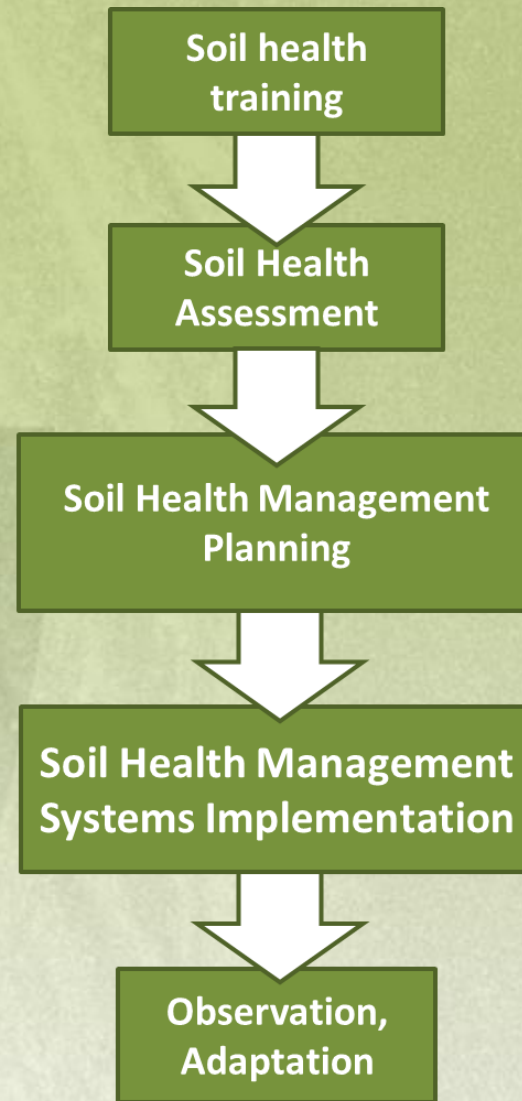 Soil health
training
Soil Health
Assessment
Soil Health Management
Planning
Soil Health Management
Systems Implementation
Observation,
Adaptation